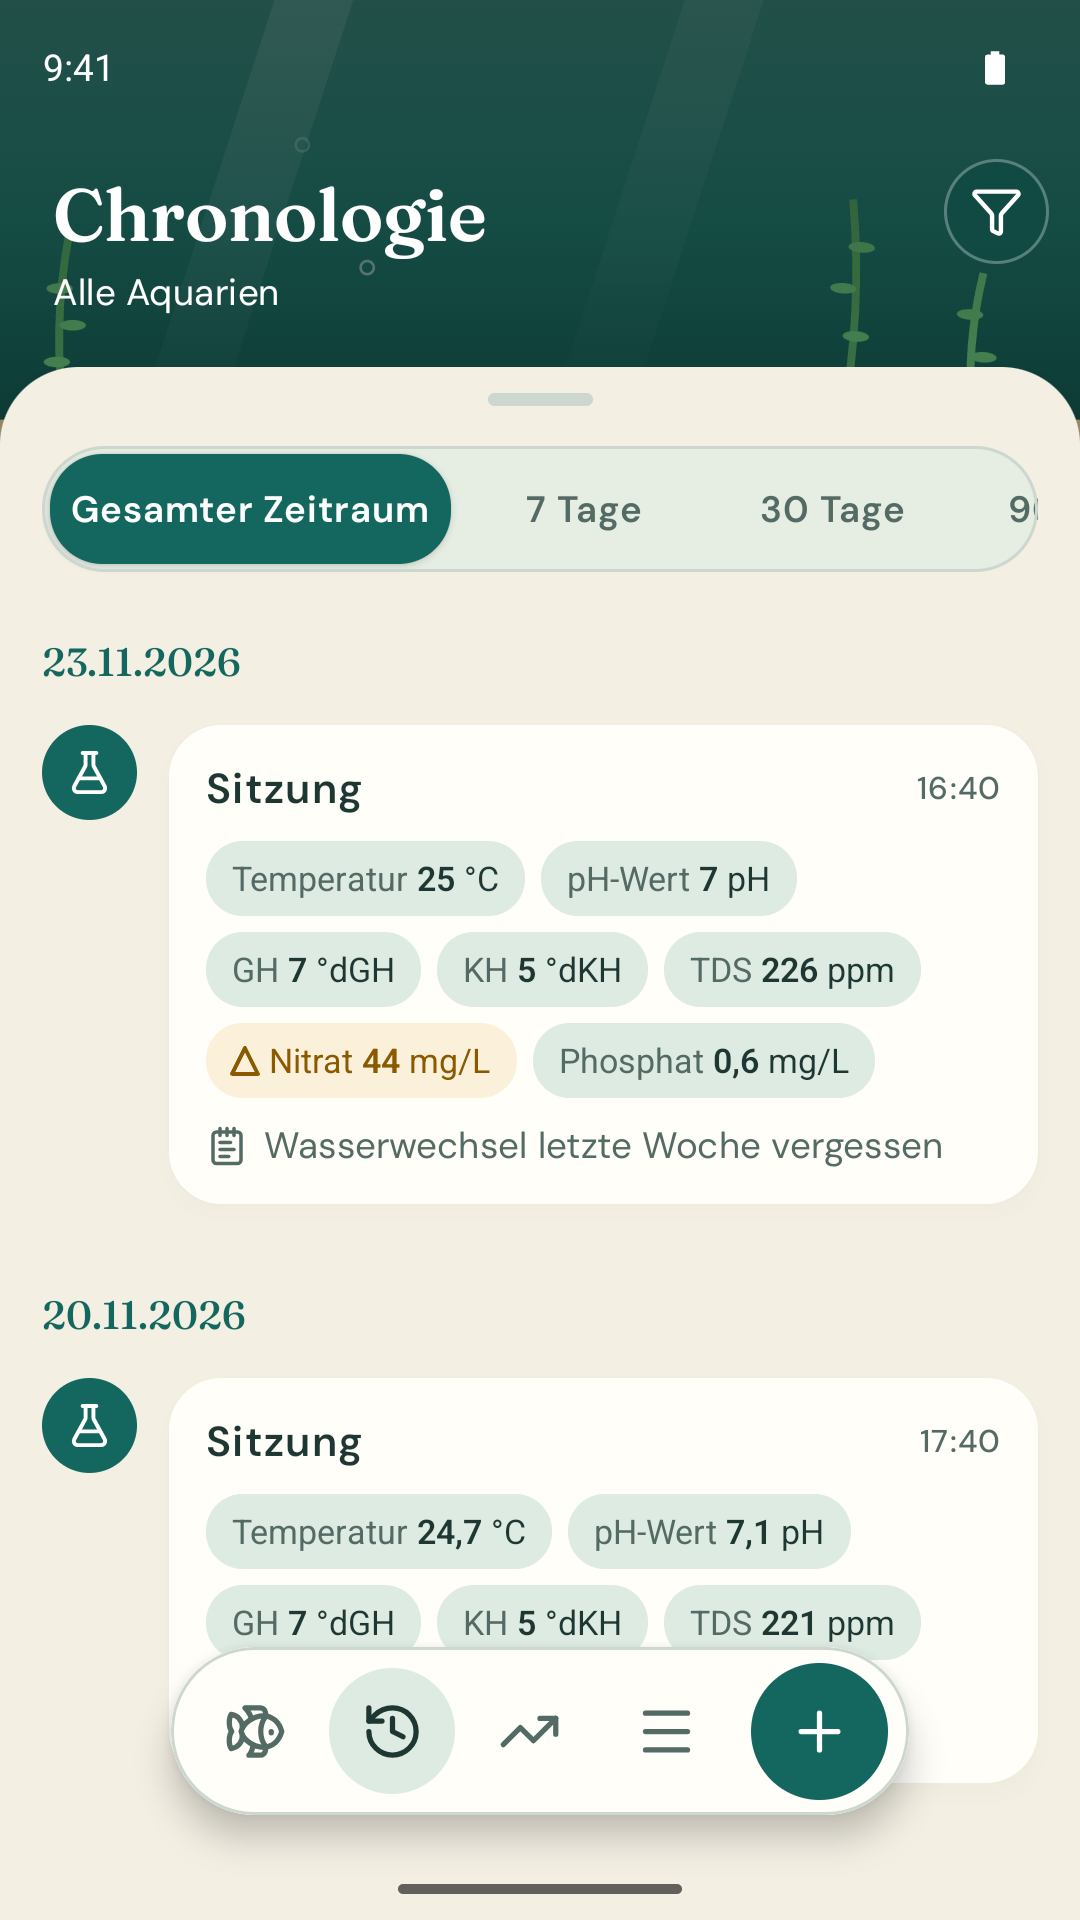 9:41
Chronologie
Alle Aquarien
Gesamter Zeitraum 7 Tage 30 Tage
23.11.2026
Sitzung 16:40
Temperatur 25 °C pH-Wert 7 pH
GH 7 °dGH KH 5 °dKH TDS 226 ppm
Nitrat 44 mg/L Phosphat 0,6 mg/L
Wasserwechsel letzte Woche vergessen
20.11.2026
Sitzung 17:40
Temperatur 24,7 °C pH-Wert 7,1 pH
GH 7 °dGH KH 5 °dKH TDS 221 ppm